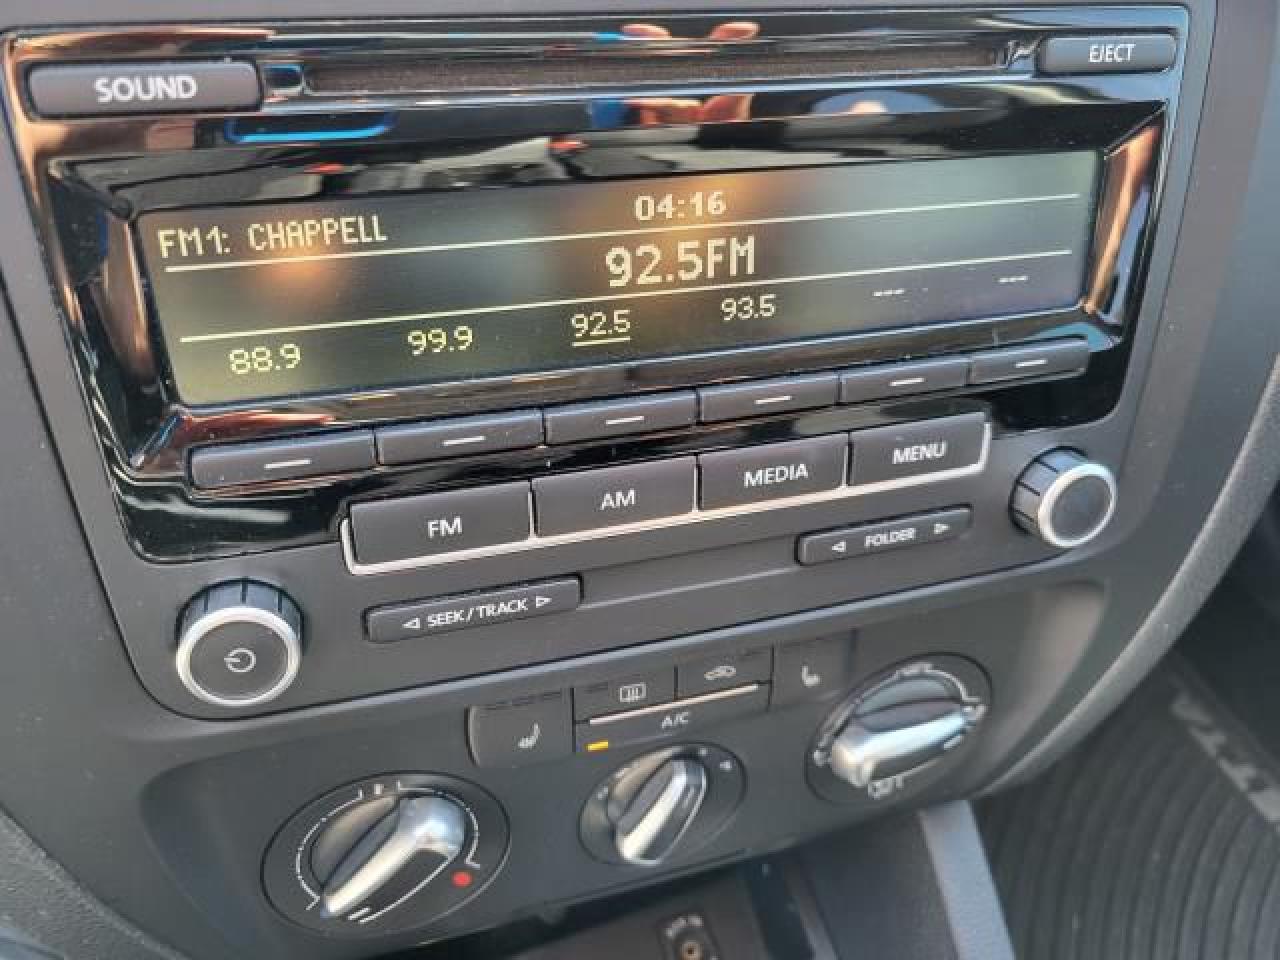 SOUND
EJECT
04:16
FM1: CHAPPELL
92.5FM
88.9 99.9 92.5 93.5 --- ---
FM AM MEDIA MENU
SEEK/TRACK FOLDER
A/C